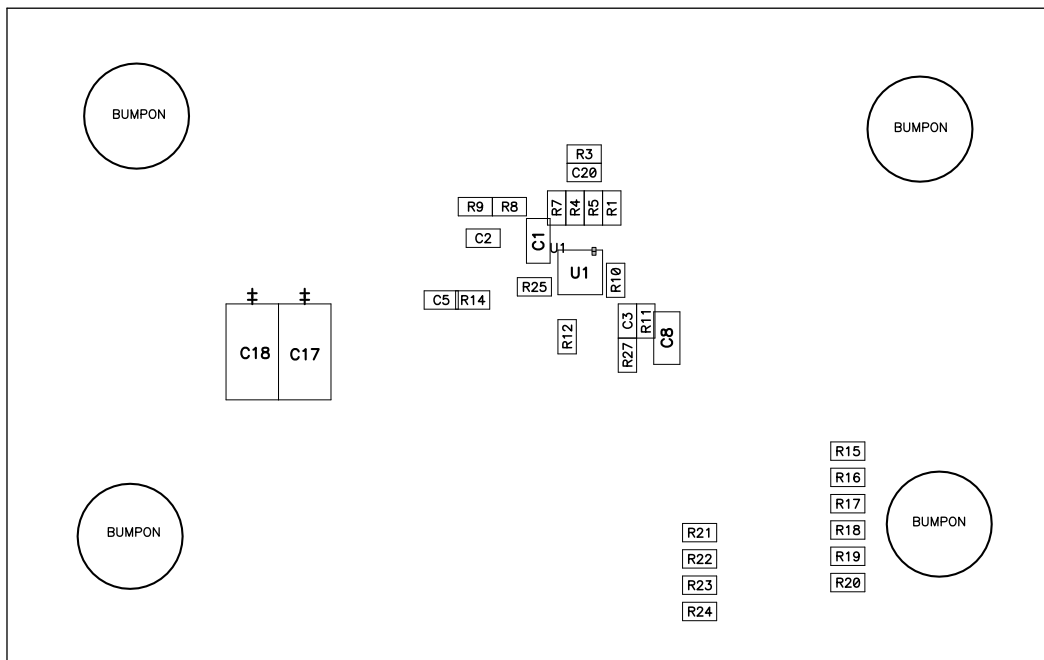 BUMPON
BUMPON
R3
C20
R9 R8 R7 R4 R5 R1
C2 C1 U1
U1
R25 R10
C5 R14
C3 R11
R12 C8
R27
C18 C17
R15
R16
R17
BUMPON
BUMPON
R18
R21
R19
R22
R20
R23
R24